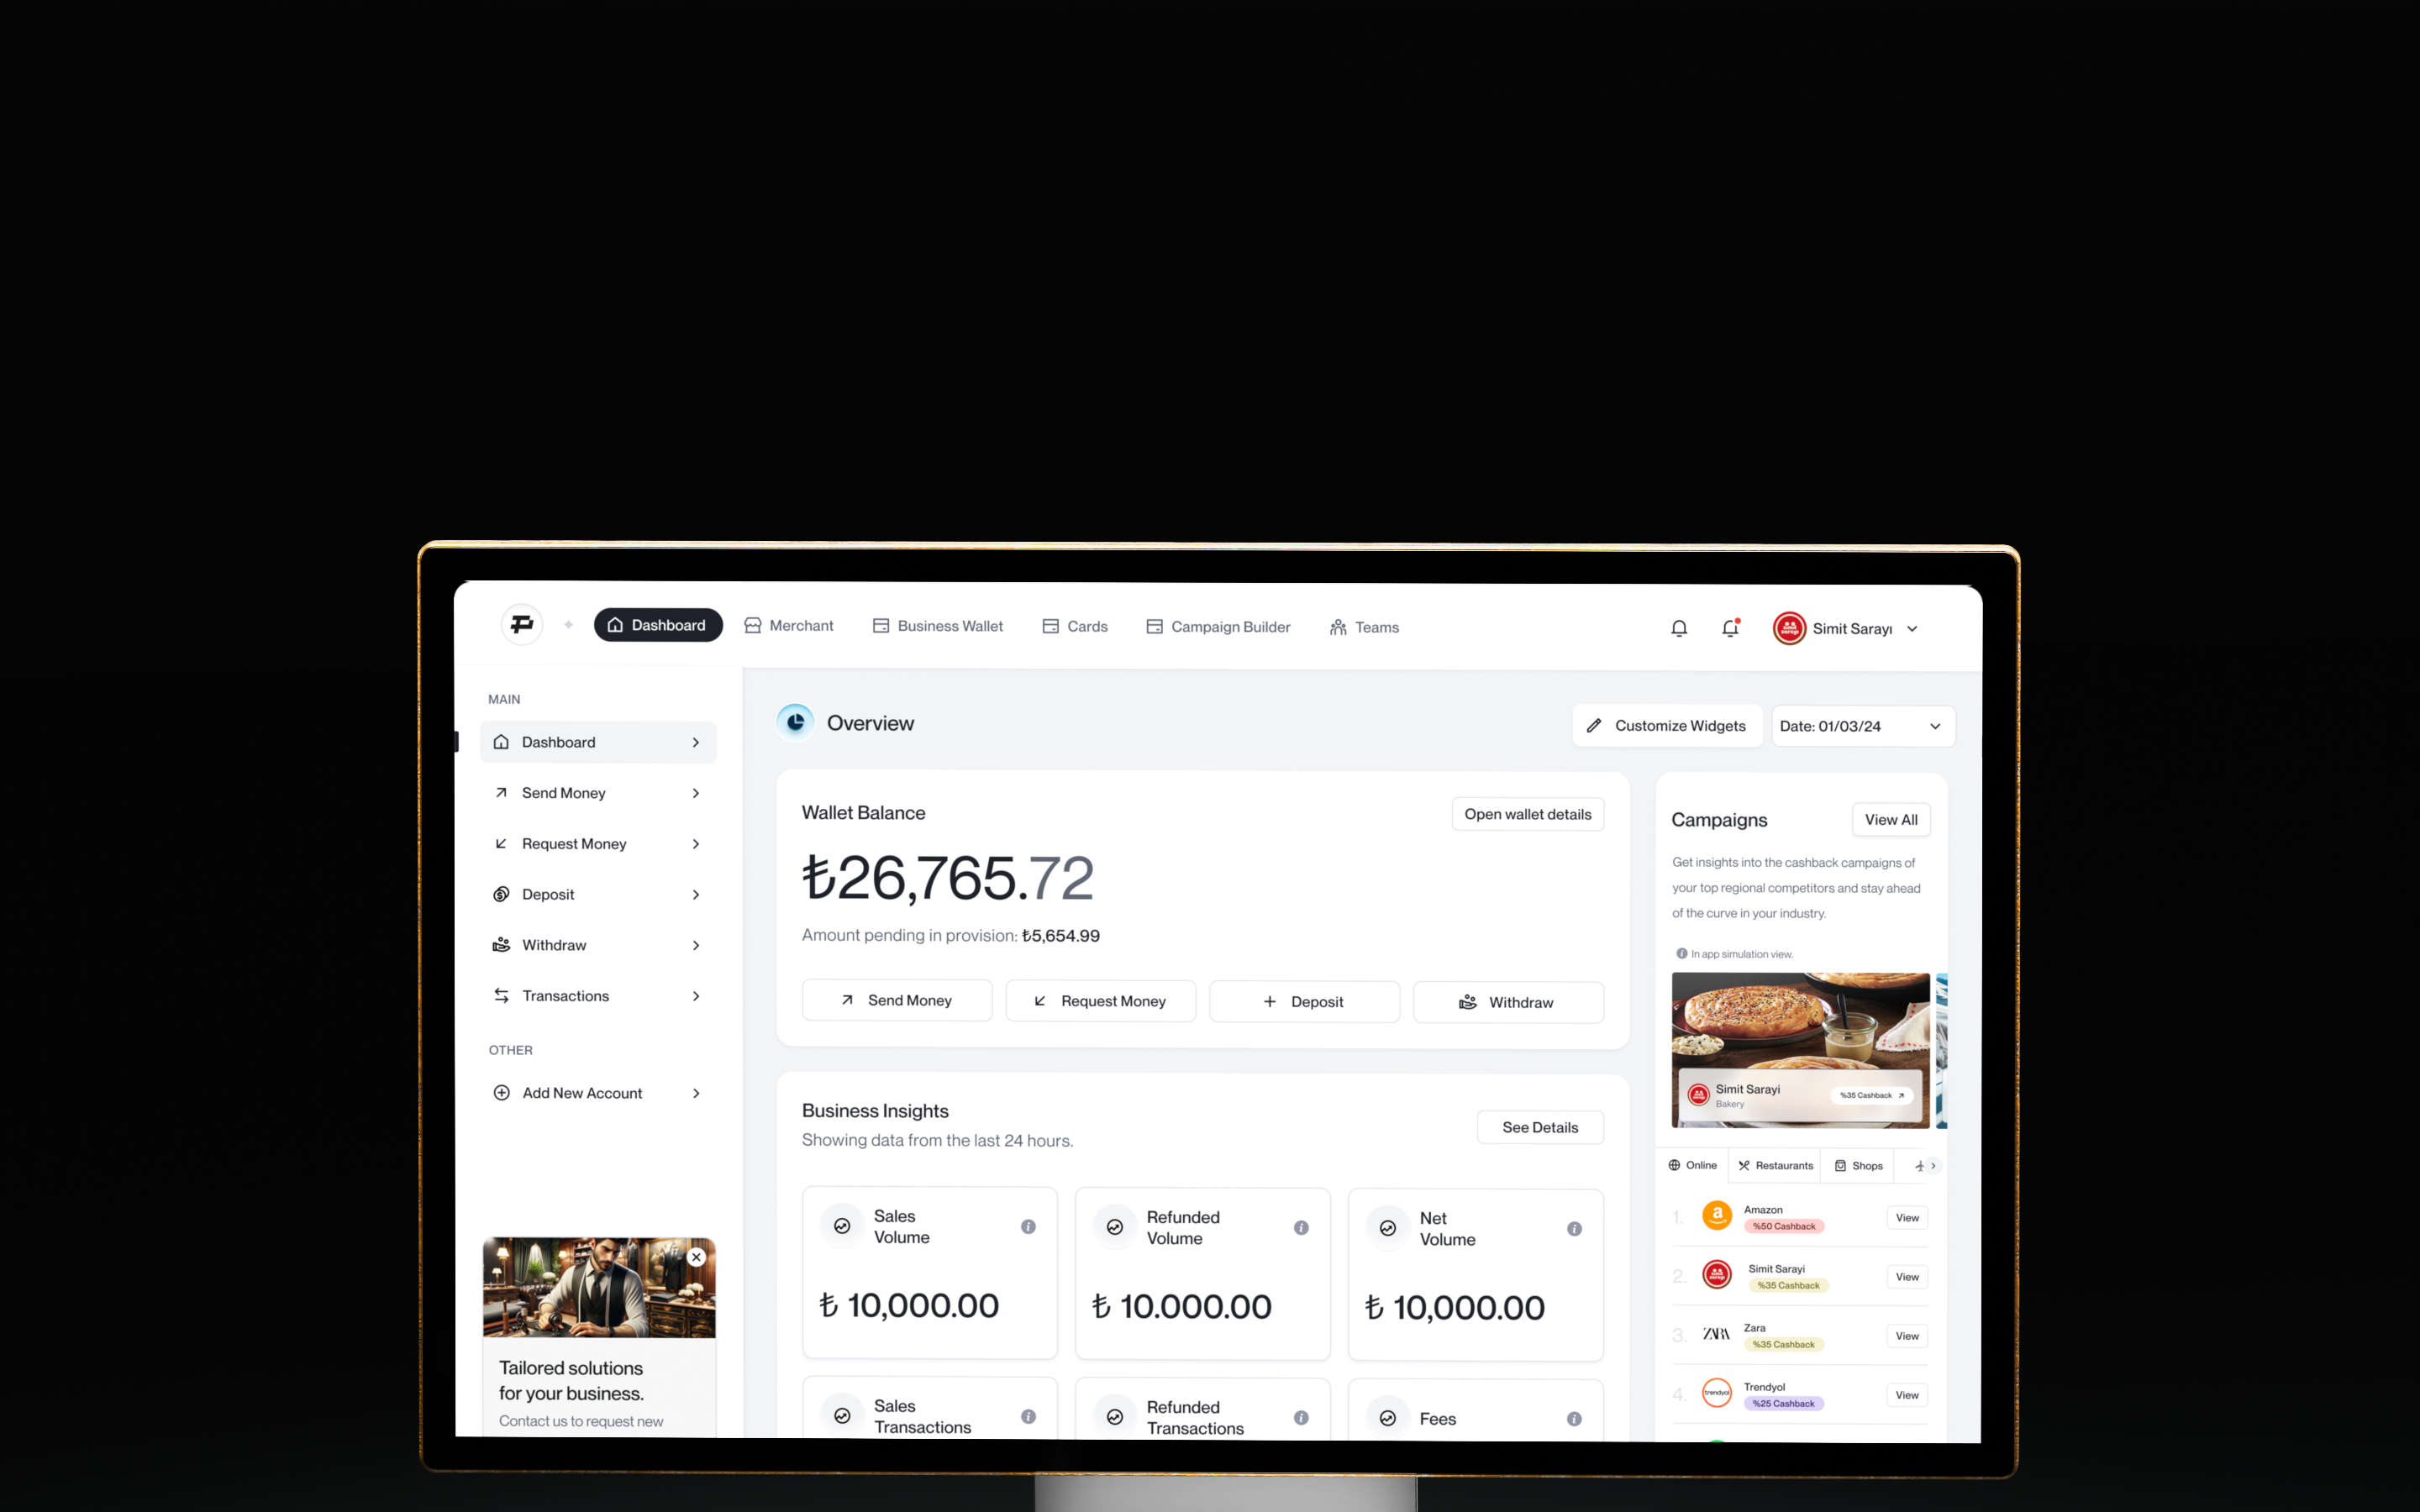 Dashboard
Merchant
Business Wallet
Cards
Campaign Builder
Teams
Simit Sarayı
MAIN
Dashboard
Send Money
Request Money
Deposit
Withdraw
Transactions
OTHER
Add New Account
Tailored solutions
for your business.
Contact us to request new
Overview
Customize Widgets
Date: 01/03/24
Wallet Balance
Open wallet details
₺26,765.72
Amount pending in provision: ₺5,654.99
Send Money
Request Money
Deposit
Withdraw
Business Insights
Showing data from the last 24 hours.
See Details
Sales
Volume
₺ 10,000.00
Refunded
Volume
₺ 10.000.00
Net
Volume
₺ 10,000.00
Sales
Transactions
Refunded
Transactions
Fees
Campaigns
View All
Get insights into the cashback campaigns of
your top regional competitors and stay ahead
of the curve in your industry.
In app simulation view.
Simit Sarayi
Bakery
%35 Cashback
Online
Restaurants
Shops
1.
Amazon
%50 Cashback
View
2.
simit
sarayı
Simit Sarayi
%35 Cashback
View
3.
ZARA
Zara
%35 Cashback
View
4.
trendyol
Trendyol
%25 Cashback
View